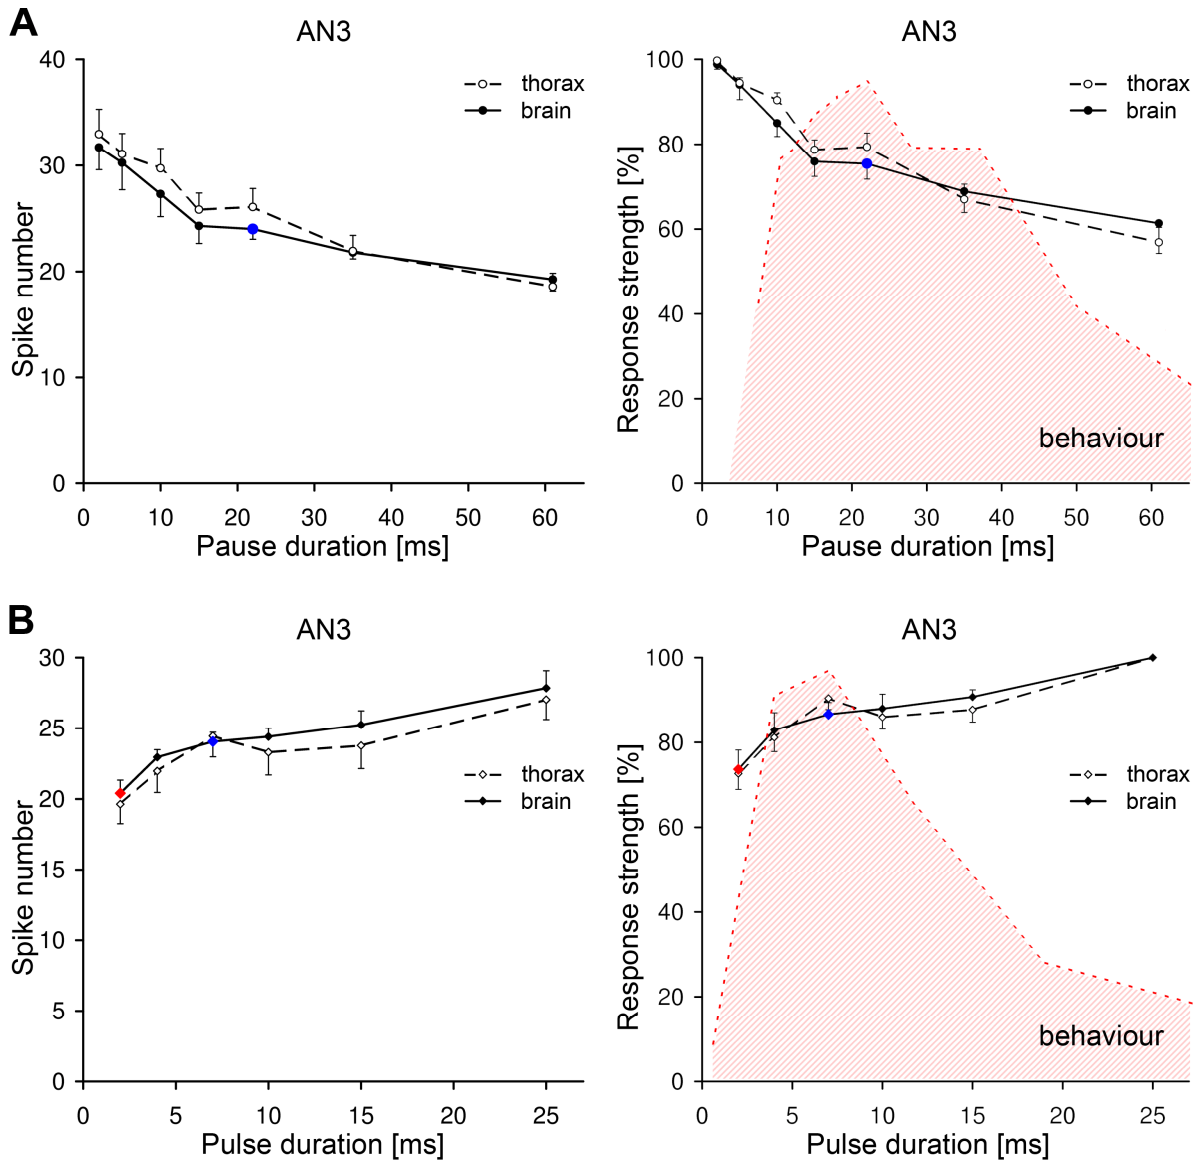 A
AN3
40
30
20
10
0
Spike number
thorax
brain
0 10 20 30 40 50 60
Pause duration [ms]
AN3
100
80
60
40
20
0
Response strength [%]
thorax
brain
behaviour
0 10 20 30 40 50 60
Pause duration [ms]
B
AN3
30
25
20
15
10
5
0
Spike number
thorax
brain
0 5 10 15 20 25
Pulse duration [ms]
AN3
100
80
60
40
20
0
Response strength [%]
thorax
brain
behaviour
0 5 10 15 20 25
Pulse duration [ms]